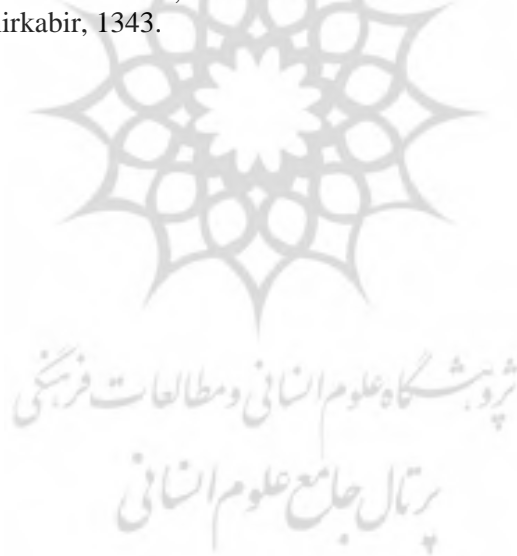 irkabir, 1343.
پژوهشگاه علوم انسانی و مطالعات فرهنگی
پرتال جامع علوم انسانی